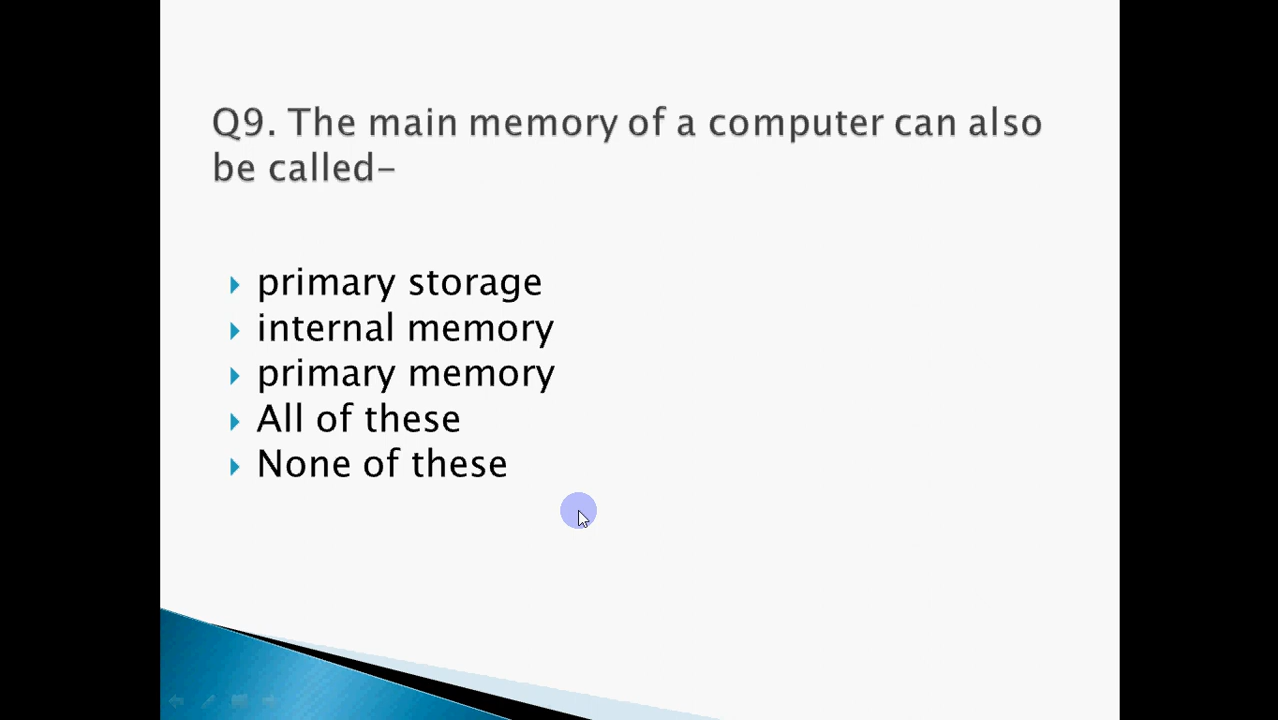 Q9. The main memory of a computer can also
be called-
primary storage
internal memory
primary memory
All of these
None of these